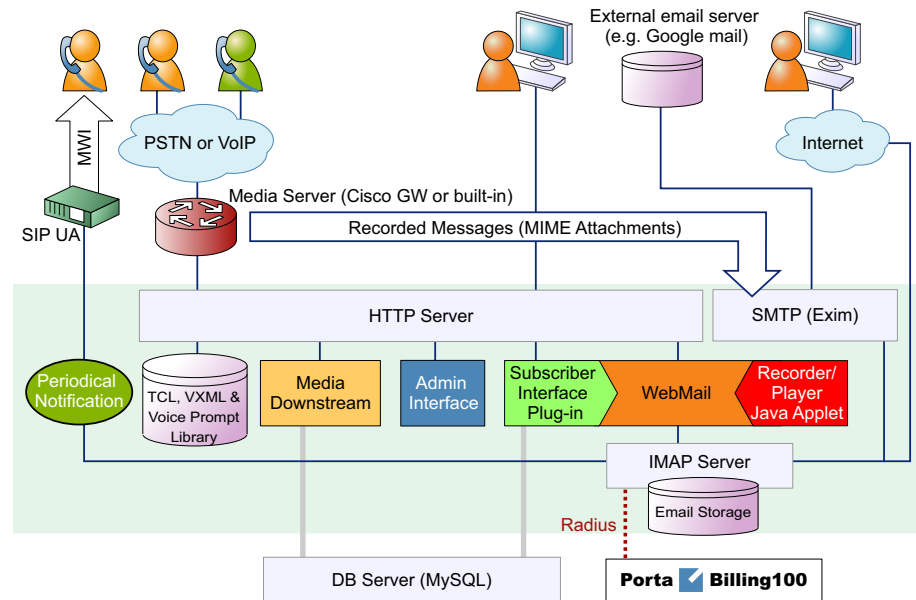 External email server
(e.g. Google mail)
PSTN or VoIP
Internet
MWI
SIP UA
Media Server (Cisco GW or built-in)
Recorded Messages (MIME Attachments)
HTTP Server
SMTP (Exim)
Periodical
Notification
TCL, VXML &
Voice Prompt
Library
Media
Downstream
Admin
Interface
Subscriber
Interface
Plug-in
WebMail
Recorder/
Player
Java Applet
IMAP Server
Email Storage
Radius
DB Server (MySQL)
Porta Billing100